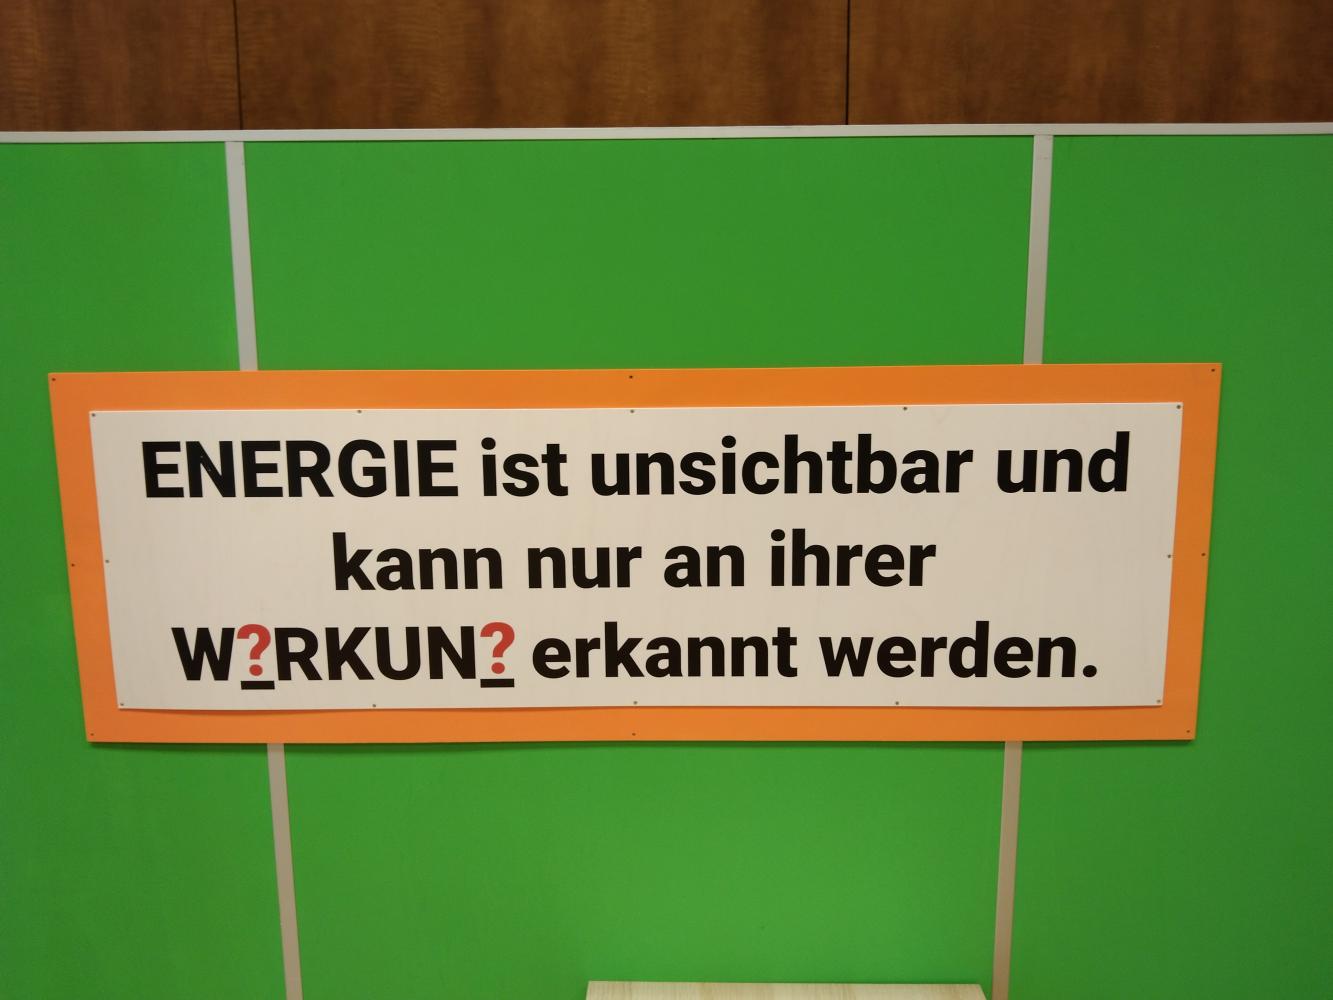 ENERGIE ist unsichtbar und
kann nur an ihrer
W?RKUN? erkannt werden.